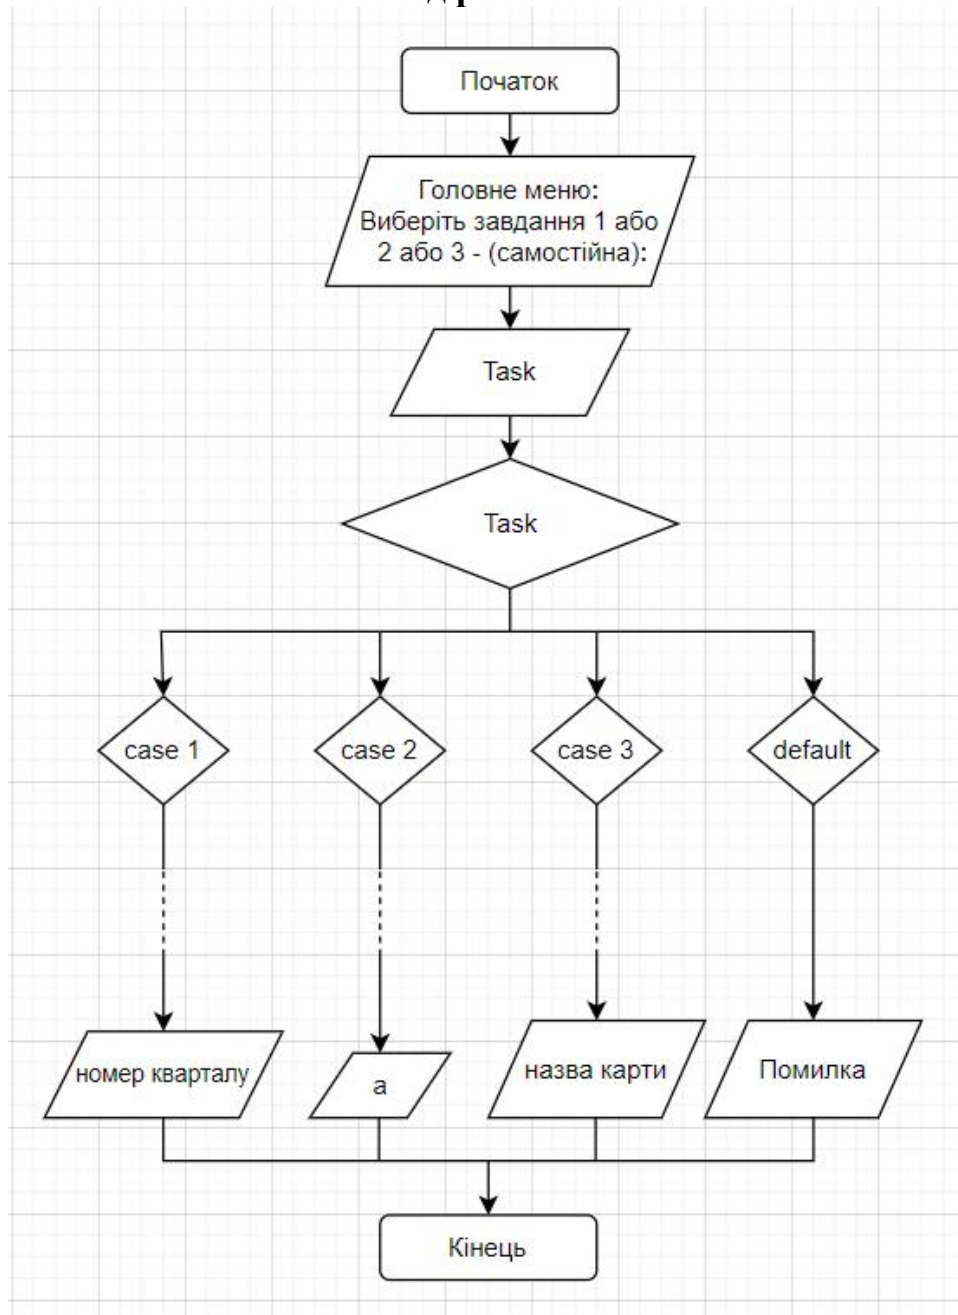 Початок
Головне меню:
Виберіть завдання 1 або
2 або 3 - (самостійна):
Task
Task
case 1
case 2
case 3
default
номер кварталу
a
назва карти
Помилка
Кінець